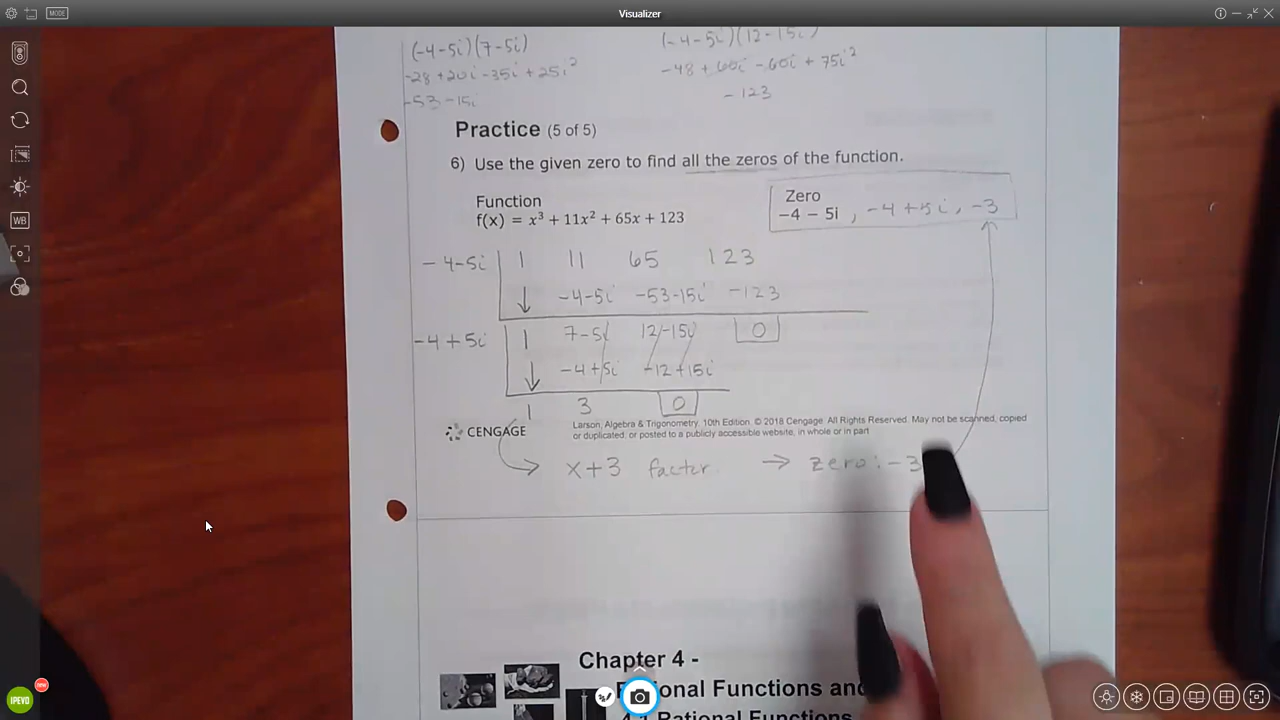 MODE
Visualizer
(-4-5i)(7-5i)
-28+20i-35i+25i²
-53-15i
(-4-5i)(12-15i)
-48+60i-60i+75i²
-123
Practice (5 of 5)
6) Use the given zero to find all the zeros of the function.
Function
f(x) = x³ + 11x² + 65x + 123
Zero
-4 - 5i, -4+5i, -3
-4-5i 1 11 65 123
-4-5i -53-15i -123
-4+5i 1 7-5i 12-15i 0
-4+5i -12+15i
1 3 0
CENGAGE
Larson, Algebra & Trigonometry, 10th Edition. © 2018 Cengage. All Rights Reserved. May not be scanned, copied
or duplicated, or posted to a publicly accessible website, in whole or in part
x+3 factor → zero: -3
Chapter 4 -
Functions and
Rational Functions
WB
IPEVO